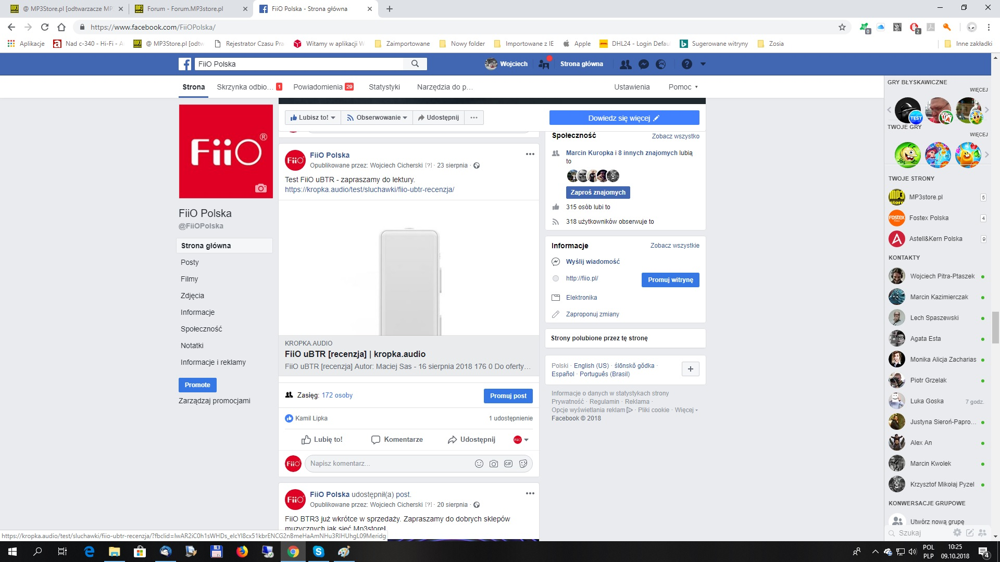 @ MP3Store.pl [odtwarzacze MP
Forum - Forum.MP3store.pl
FiiO Polska - Strona główna
https://www.facebook.com/FiiOPolska/
0
2
Aplikacje
Nad c-340 - Hi-Fi - A
@ MP3Store.pl [odtw
Rejestrator Czasu Pra
Witamy w aplikacji W
Zaimportowane
Nowy folder
Importowane z IE
Apple
DHL24 - Login Defau
Sugerowane witryny
Zosia
Inne zakładki
FiiO Polska
Wojciech
Strona główna
Strona
Skrzynka odbio... 1
Powiadomienia 29
Statystyki
Narzędzia do p...
Ustawienia
Pomoc
FiiO®
FiiO Polska
@FiiOPolska
Strona główna
Posty
Filmy
Zdjęcia
Informacje
Społeczność
Notatki
Informacje i reklamy
Promote
Zarządzaj promocjami
Lubisz to!
Obserwowanie
Udostępnij
Dowiedz się więcej
FiiO
FiiO Polska
Opublikowane przez: Wojciech Cicherski [?] · 23 sierpnia ·
Test FiiO uBTR - zapraszamy do lektury.
https://kropka.audio/test/sluchawki/fiio-ubtr-recenzja/
KROPKA.AUDIO
FiiO uBTR [recenzja] | kropka.audio
FiiO uBTR [recenzja] Autor: Maciej Sas - 16 sierpnia 2018 176 0 Do oferty…
Zasięg: 172 osoby
Promuj post
Kamil Lipka
1 udostępnienie
Lubię to!
Komentarze
Udostępnij
FiiO
FiiO
Napisz komentarz...
GIF
FiiO
FiiO Polska udostępnił(a) post.
Opublikowane przez: Wojciech Cicherski [?] · 20 sierpnia ·
FiiO BTR3 już wkrótce w sprzedaży. Zapraszamy do dobrych sklepów
muzycznych jak sieć Mp3store!
Społeczność
Zobacz wszystko
Marcin Kuropka i 8 innych znajomych lubią
to
Zaproś znajomych
315 osób lubi to
318 użytkowników obserwuje to
Informacje
Zobacz wszystkie
Wyślij wiadomość
http://fiio.pl/
Promuj witrynę
Elektronika
Zaproponuj zmiany
Strony polubione przez tę stronę
Polski · English (US) · ślōnskŏ gŏdka ·
Español · Português (Brasil)
Informacje o danych w statystykach strony
Prywatność · Regulamin · Reklama ·
Opcje wyświetlania reklam · Pliki cookie · Więcej
Facebook © 2018
GRY BŁYSKAWICZNE
WIĘCEJ
TEST
TWOJE GRY
WIĘCEJ
TWOJE STRONY
MP3 store
MP3store.pl
5
FOSTEX
Fostex Polska
4
Astell&Kern Polska
9
KONTAKTY
Wojciech Pitra-Ptaszek
Marcin Kazimierczak
Lech Spaszewski
Agata Esta
Monika Alicja Zacharias
Piotr Grzelak
Luka Goska
7 godz.
Justyna Sieroń-Papro...
Alex An
Marcin Kwolek
Krzysztof Mikołaj Pyzel
KONWERSACJE GRUPOWE
Utwórz nową grupę
Szukaj
https://kropka.audio/test/sluchawki/fiio-ubtr-recenzja/?fbclid=IwAR2iC0h1sWHDs_elcYl8cx51kbrENCG2nBmeHaAmNHu3RlHUhgL09Meridg
POL
PLP
10:25
09.10.2018
4